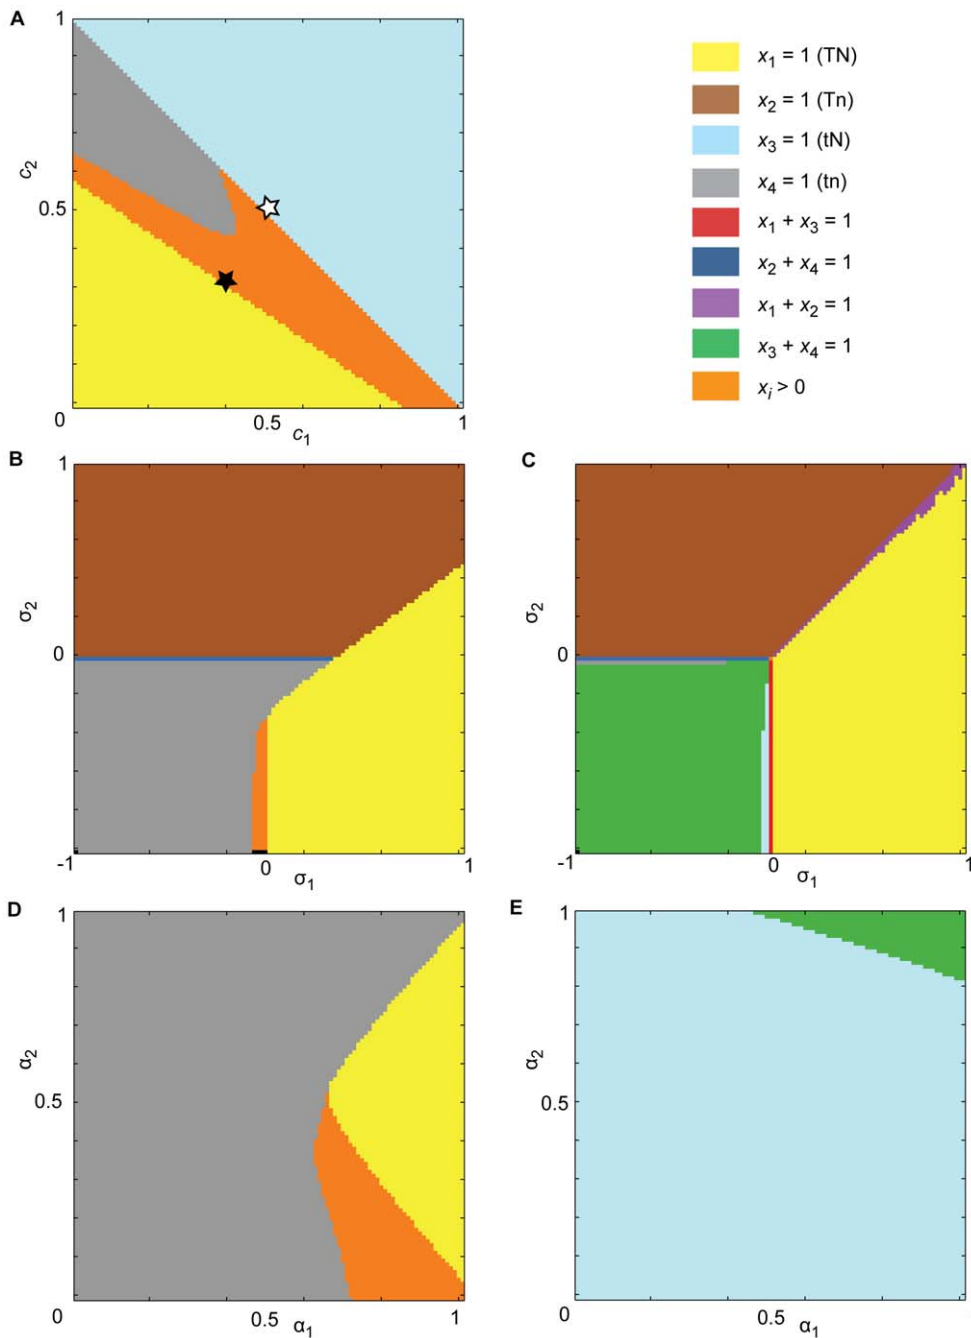 A
1
c2
0.5
0
0.5
1
c1
x1 = 1 (TN)
x2 = 1 (Tn)
x3 = 1 (tN)
x4 = 1 (tn)
x1 + x3 = 1
x2 + x4 = 1
x1 + x2 = 1
x3 + x4 = 1
xi > 0
B
1
σ2
0
-1
0
1
σ1
C
σ2
0
-1
0
1
σ1
D
1
α2
0.5
0
0.5
1
α1
E
1
α2
0.5
0
0.5
1
α1